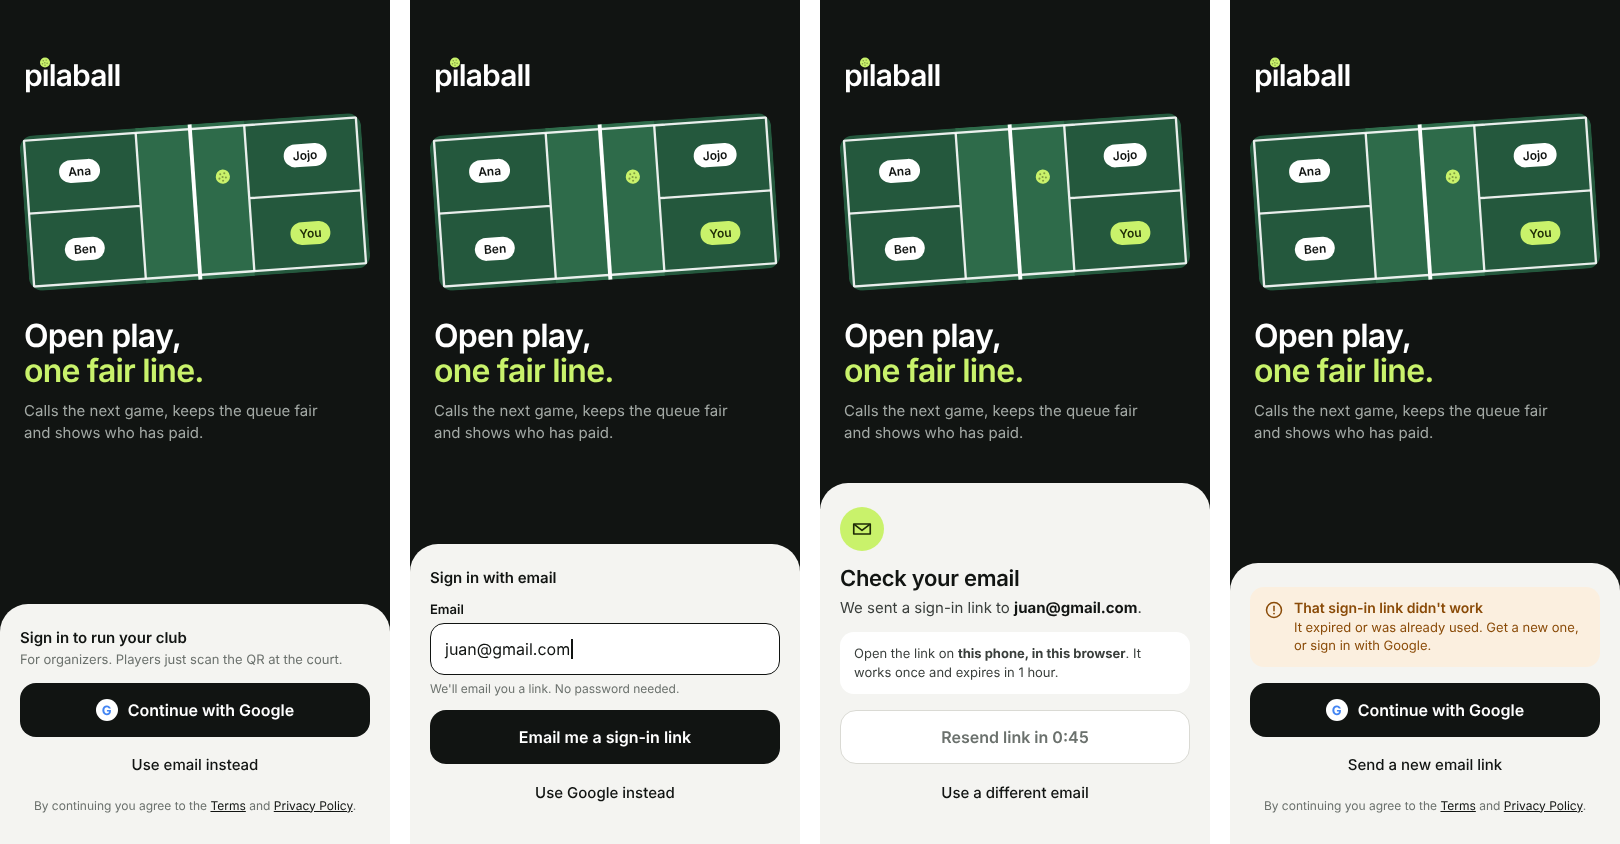 pilaball
Ana
Jojo
Ben
You
Open play,
one fair line.
Calls the next game, keeps the queue fair
and shows who has paid.
Sign in to run your club
For organizers. Players just scan the QR at the court.
G Continue with Google
Use email instead
By continuing you agree to the Terms and Privacy Policy.
pilaball
Ana
Jojo
Ben
You
Open play,
one fair line.
Calls the next game, keeps the queue fair
and shows who has paid.
Sign in with email
Email
juan@gmail.com
We'll email you a link. No password needed.
Email me a sign-in link
Use Google instead
pilaball
Ana
Jojo
Ben
You
Open play,
one fair line.
Calls the next game, keeps the queue fair
and shows who has paid.
Check your email
We sent a sign-in link to juan@gmail.com.
Open the link on this phone, in this browser. It
works once and expires in 1 hour.
Resend link in 0:45
Use a different email
pilaball
Ana
Jojo
Ben
You
Open play,
one fair line.
Calls the next game, keeps the queue fair
and shows who has paid.
That sign-in link didn't work
It expired or was already used. Get a new one,
or sign in with Google.
G Continue with Google
Send a new email link
By continuing you agree to the Terms and Privacy Policy.